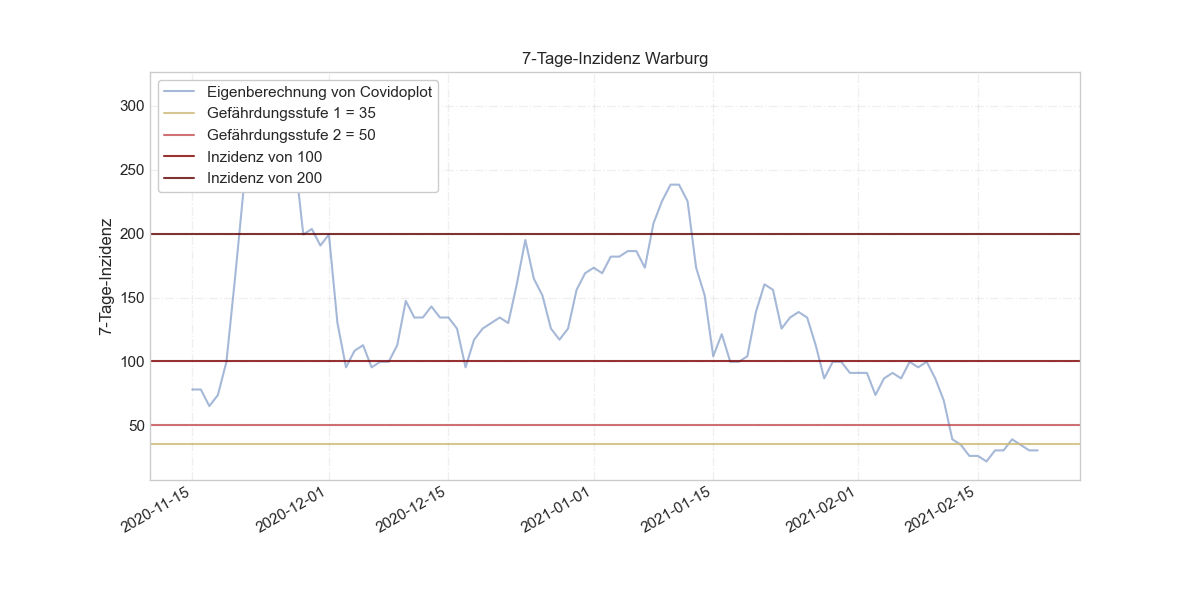 7-Tage-Inzidenz Warburg
Eigenberechnung von Covidoplot
Gefährdungsstufe 1 = 35
Gefährdungsstufe 2 = 50
Inzidenz von 100
Inzidenz von 200
7-Tage-Inzidenz
300
250
200
150
100
50
2020-11-15
2020-12-01
2020-12-15
2021-01-01
2021-01-15
2021-02-01
2021-02-15